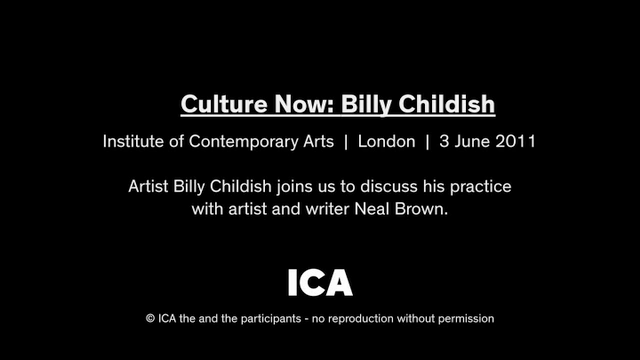 Culture Now: Billy Childish
Institute of Contemporary Arts | London | 3 June 2011
Artist Billy Childish joins us to discuss his practice
with artist and writer Neal Brown.
ICA
© ICA the and the participants - no reproduction without permission